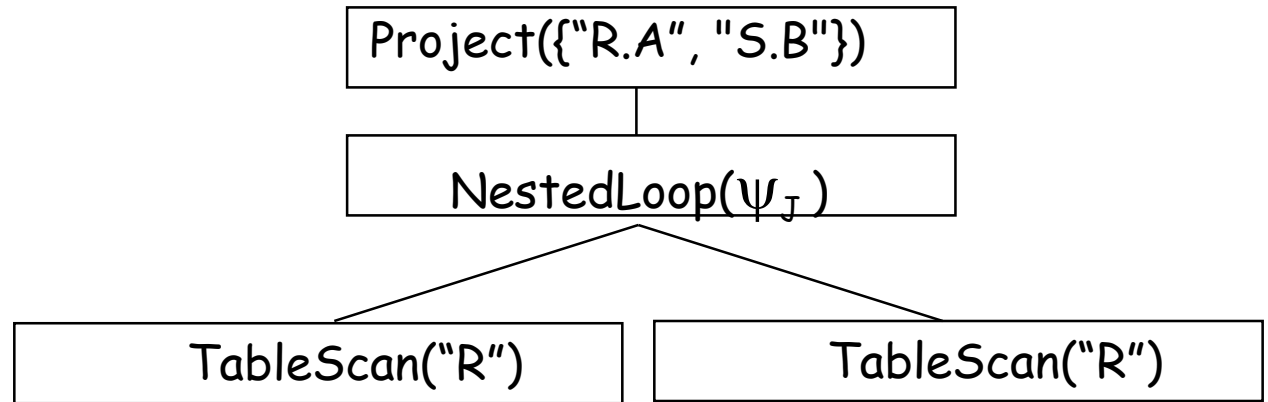 Project({“R.A”, "S.B"})
NestedLoop(ψJ )
TableScan(“R”)
TableScan(“R”)